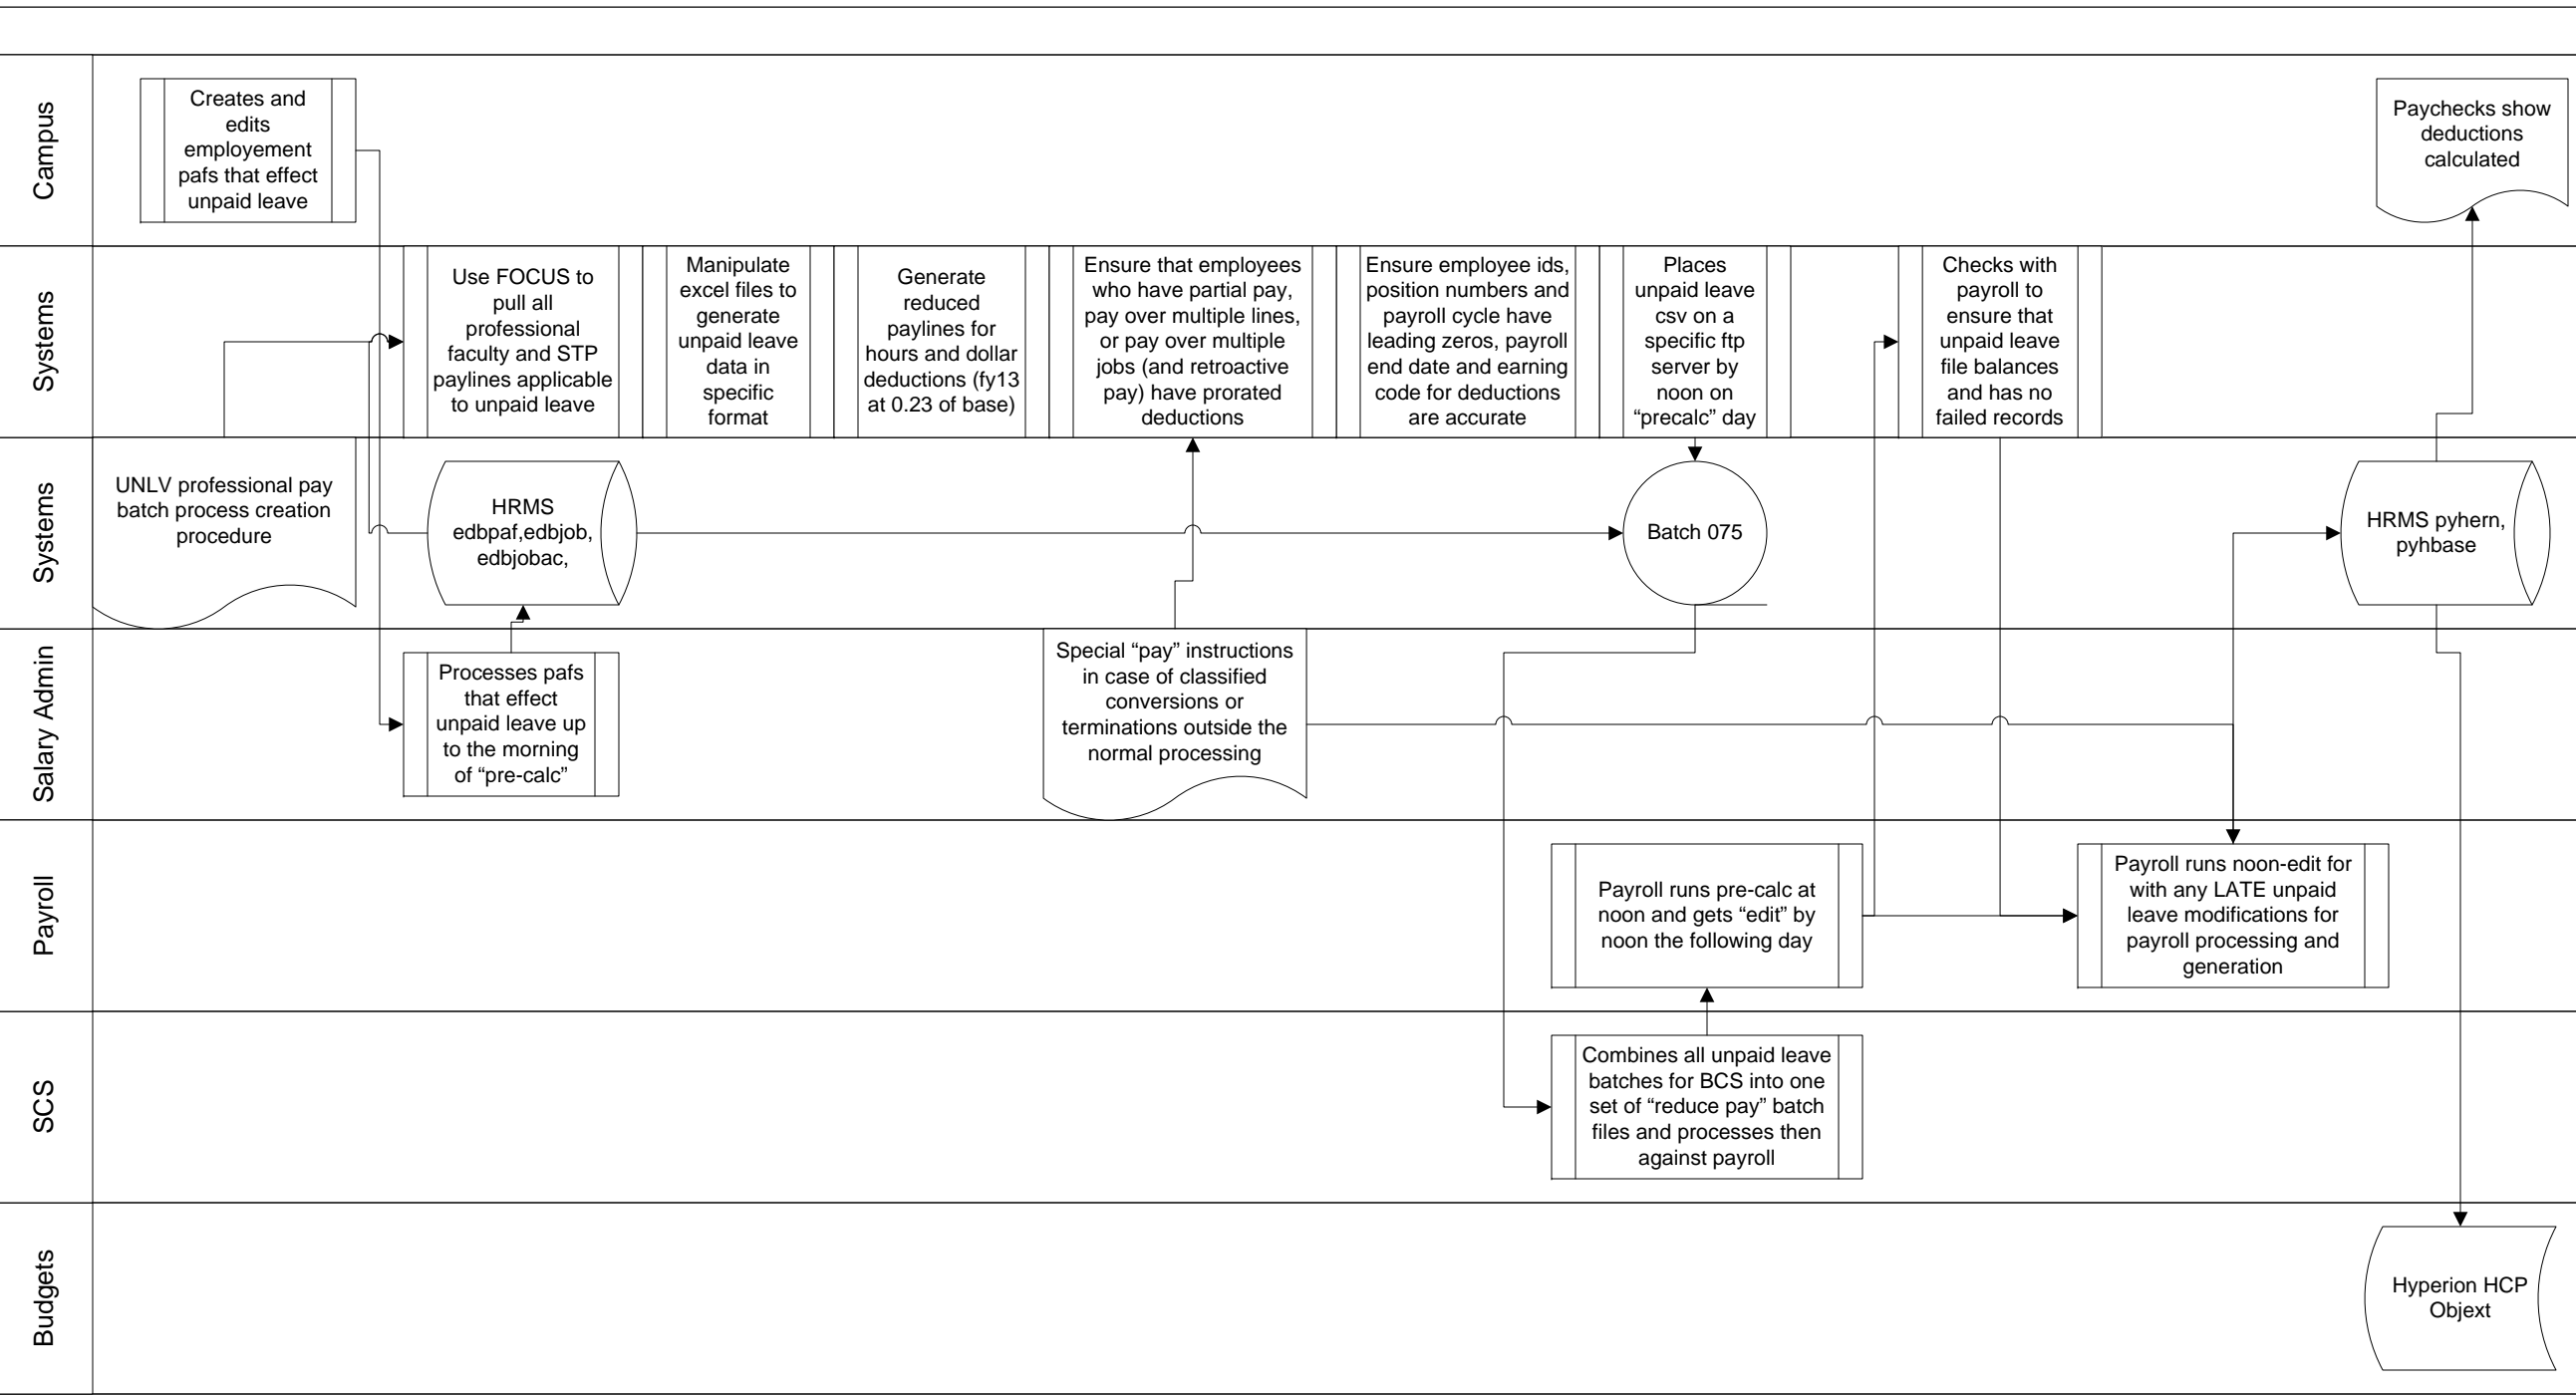 Campus
Creates and
edits
employement
pafs that effect
unpaid leave
Paychecks show
deductions
calculated
Systems
Use FOCUS to
pull all
professional
faculty and STP
paylines applicable
to unpaid leave
Manipulate
excel files to
generate
unpaid leave
data in
specific
format
Generate
reduced
paylines for
hours and dollar
deductions (fy13
at 0.23 of base)
Ensure that employees
who have partial pay,
pay over multiple lines,
or pay over multiple
jobs (and retroactive
pay) have prorated
deductions
Ensure employee ids,
position numbers and
payroll cycle have
leading zeros, payroll
end date and earning
code for deductions
are accurate
Places
unpaid leave
csv on a
specific ftp
server by
noon on
“precalc” day
Checks with
payroll to
ensure that
unpaid leave
file balances
and has no
failed records
Systems
UNLV professional pay
batch process creation
procedure
HRMS
edbpaf,edbjob,
edbjobac,
Batch 075
HRMS pyhern,
pyhbase
Salary Admin
Processes pafs
that effect
unpaid leave up
to the morning
of “pre-calc”
Special “pay” instructions
in case of classified
conversions or
terminations outside the
normal processing
Payroll
Payroll runs pre-calc at
noon and gets “edit” by
noon the following day
Payroll runs noon-edit for
with any LATE unpaid
leave modifications for
payroll processing and
generation
SCS
Combines all unpaid leave
batches for BCS into one
set of “reduce pay” batch
files and processes then
against payroll
Budgets
Hyperion HCP
Objext